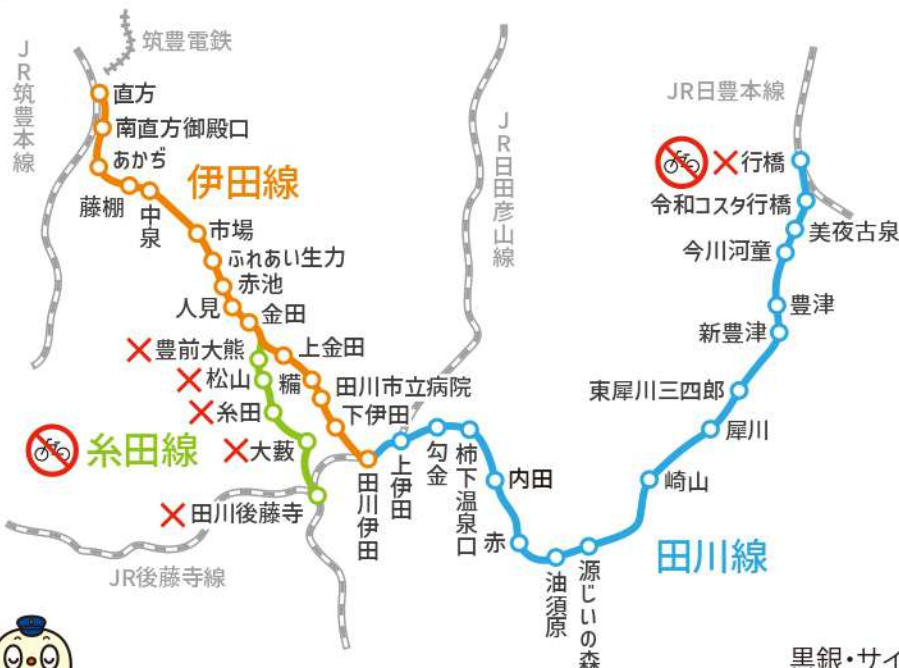 筑豊電鉄
JR筑豊本線
直方
南直方御殿口
あかぢ
藤棚
中泉
伊田線
市場
ふれあい生力
赤池
人見
金田
豊前大熊
上金田
松山
糒
田川市立病院
糸田
下伊田
糸田線
大藪
田川後藤寺
JR後藤寺線
田川伊田
上伊田
勾金
柿下温泉口
JR日田彦山線
内田
赤
油須原
源じいの森
田川線
崎山
犀川
東犀川三四郎
新豊津
豊津
今川河童
美夜古泉
令和コスタ行橋
行橋
JR日豊本線
黒銀・サイ